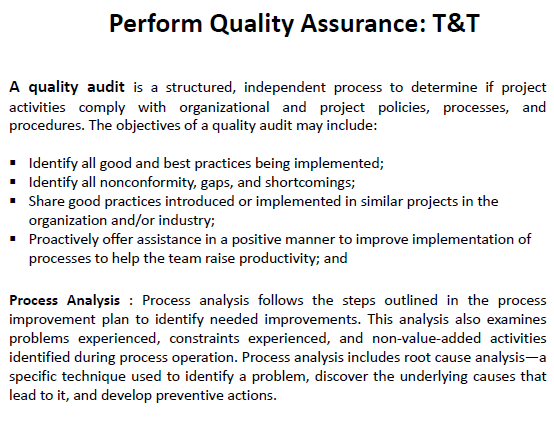 Perform Quality Assurance: T&T
A quality audit is a structured, independent process to determine if project
activities comply with organizational and project policies, processes, and
procedures. The objectives of a quality audit may include:
▪ Identify all good and best practices being implemented;
▪ Identify all nonconformity, gaps, and shortcomings;
▪ Share good practices introduced or implemented in similar projects in the
organization and/or industry;
▪ Proactively offer assistance in a positive manner to improve implementation of
processes to help the team raise productivity; and
Process Analysis : Process analysis follows the steps outlined in the process
improvement plan to identify needed improvements. This analysis also examines
problems experienced, constraints experienced, and non-value-added activities
identified during process operation. Process analysis includes root cause analysis—a
specific technique used to identify a problem, discover the underlying causes that
lead to it, and develop preventive actions.